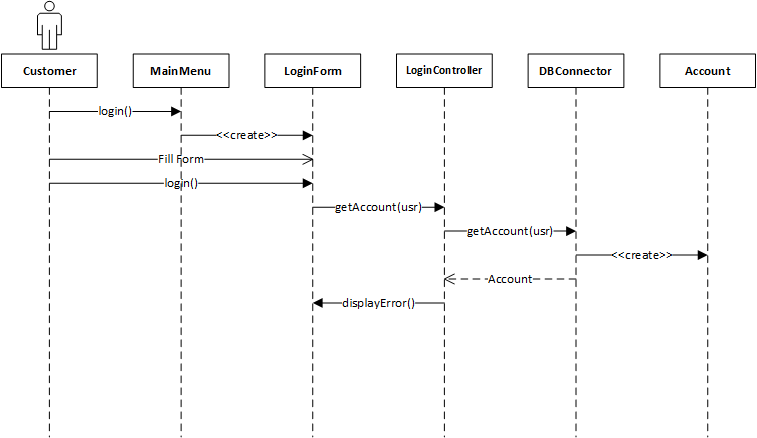 Customer
MainMenu
LoginForm
LoginController
DBConnector
Account
login()
<<create>>
Fill Form
login()
getAccount(usr)
getAccount(usr)
<<create>>
Account
displayError()